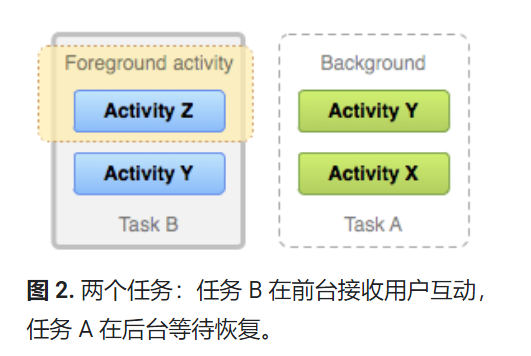 Foreground activity
Activity Z
Activity Y
Task B
Background
Activity Y
Activity X
Task A
图 2. 两个任务：任务 B 在前台接收用户互动，
任务 A 在后台等待恢复。